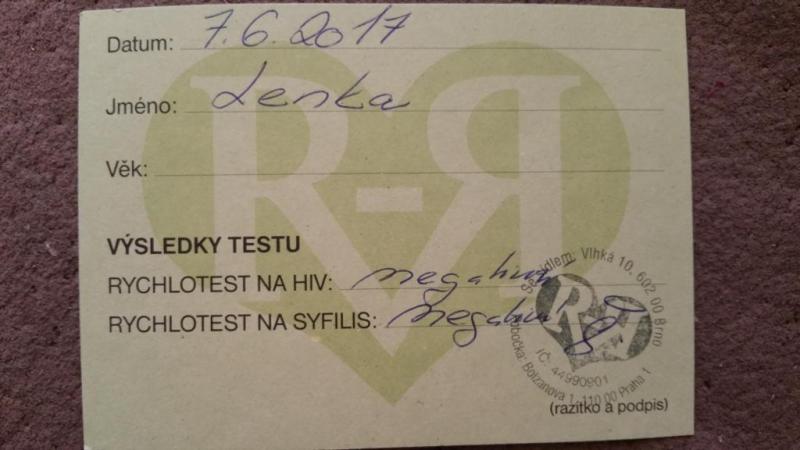 Datum: 7.6.2017
Jméno: Lenka
Věk:
R-R
VÝSLEDKY TESTU
RYCHLOTEST NA HIV: negativní
RYCHLOTEST NA SYFILIS: negativní
Se sídlem: Vlhká 10, 602 00 Brno
R-R
IČ: 44990901
pobočka: Bolzanova 1, 110 00 Praha 1
(razítko a podpis)